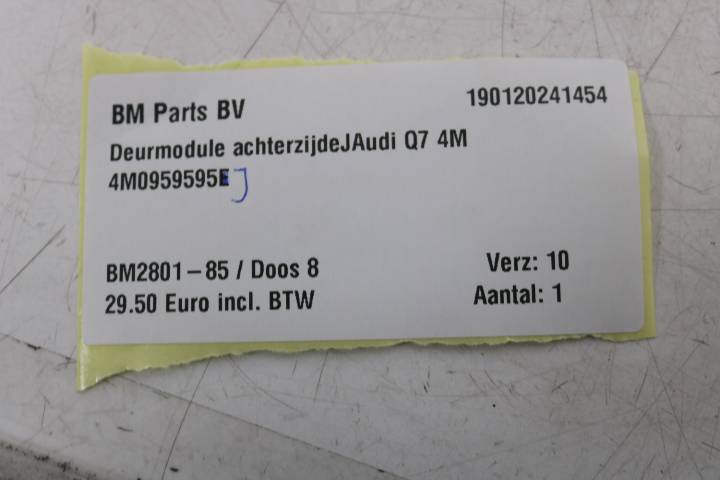 BM Parts BV
190120241454
Deurmodule achterzijdeJAudi Q7 4M
4M0959595E J
BM2801-85 / Doos 8
Verz: 10
29.50 Euro incl. BTW
Aantal: 1